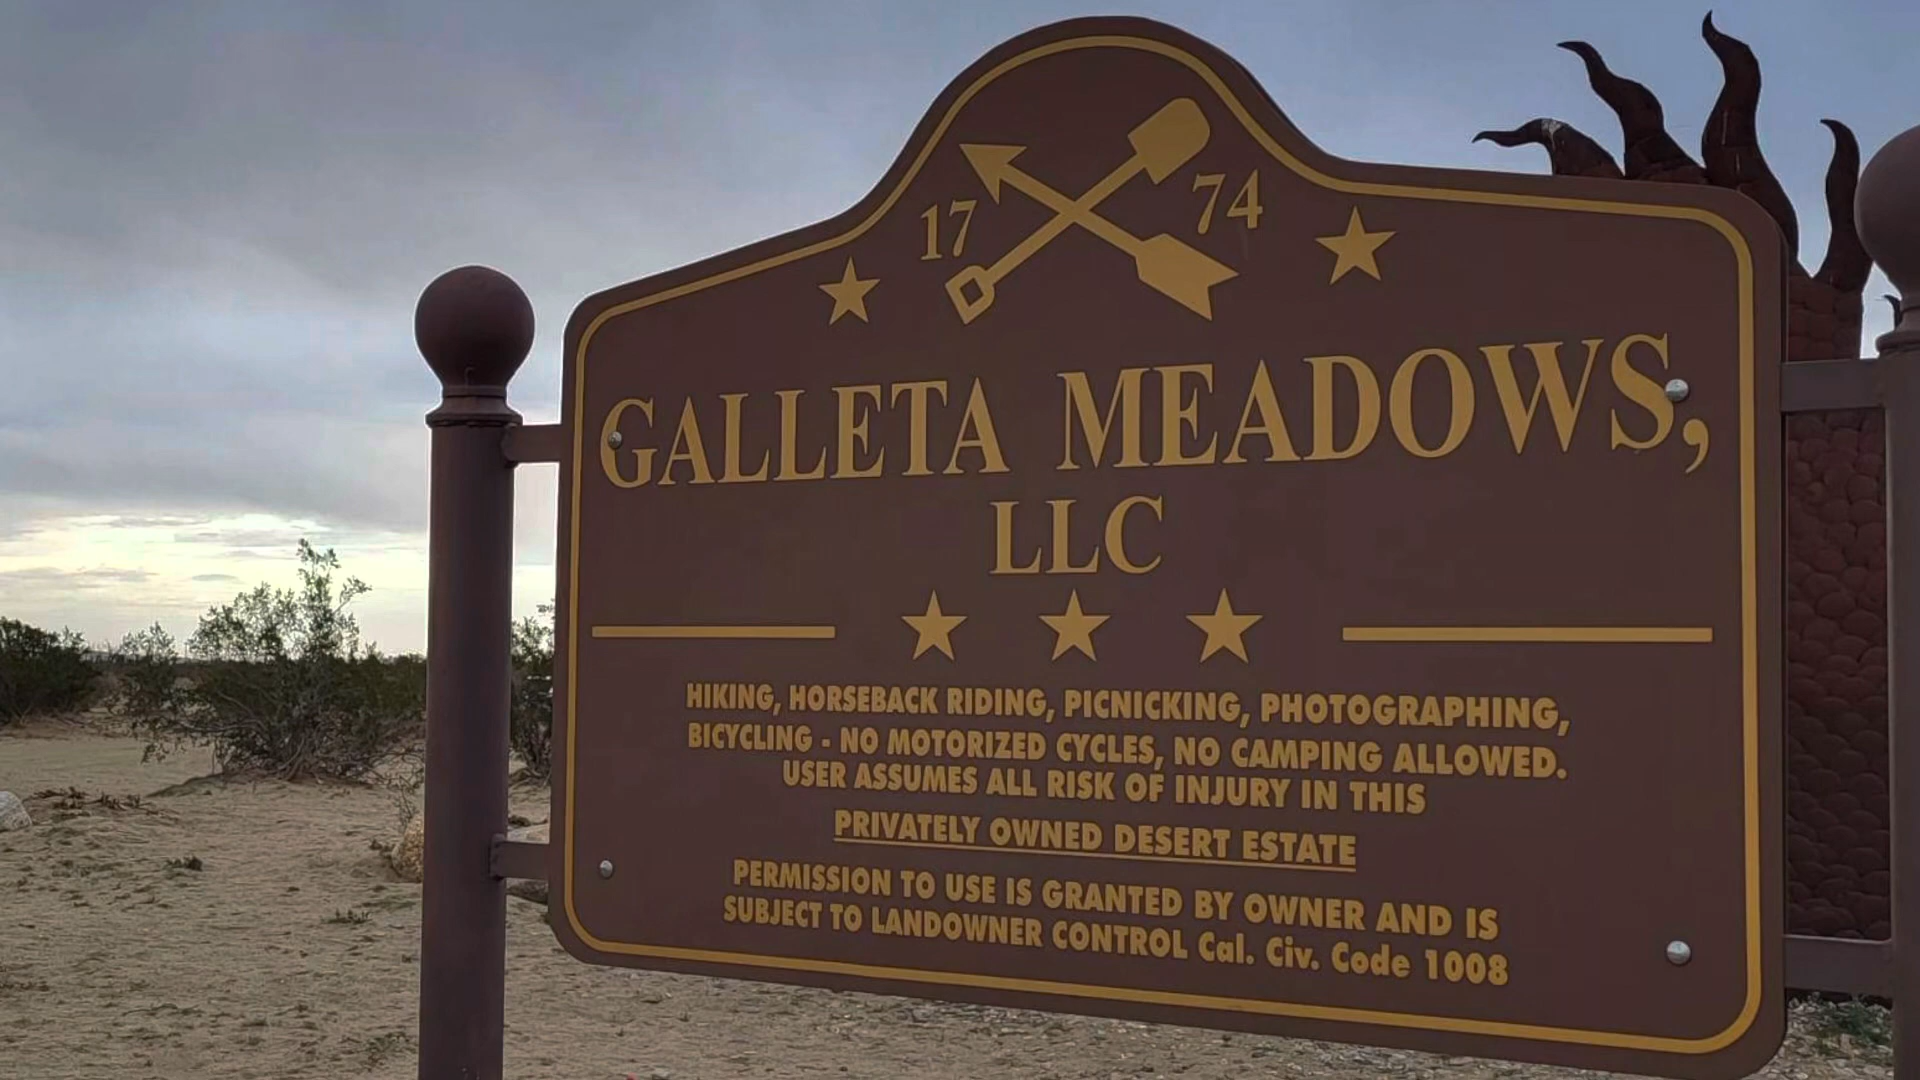 17 74
GALLETA MEADOWS,
LLC
HIKING, HORSEBACK RIDING, PICNICKING, PHOTOGRAPHING,
BICYCLING - NO MOTORIZED CYCLES, NO CAMPING ALLOWED.
USER ASSUMES ALL RISK OF INJURY IN THIS
PRIVATELY OWNED DESERT ESTATE
PERMISSION TO USE IS GRANTED BY OWNER AND IS
SUBJECT TO LANDOWNER CONTROL Cal. Civ. Code 1008